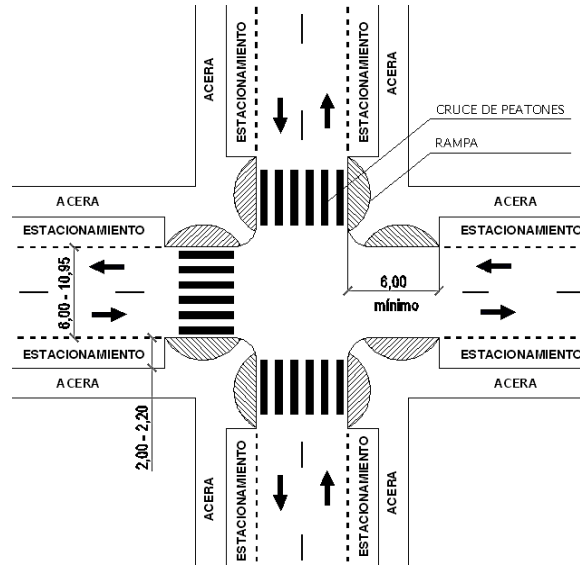 ACERA
ESTACIONAMIENTO
ESTACIONAMIENTO
ACERA
CRUCE DE PEATONES
RAMPA
ACERA
ACERA
ESTACIONAMIENTO
ESTACIONAMIENTO
6,00 - 10,95
6,00
mínimo
ESTACIONAMIENTO
ESTACIONAMIENTO
ACERA
ACERA
2,00 - 2,20
ACERA
ESTACIONAMIENTO
ESTACIONAMIENTO
ACERA